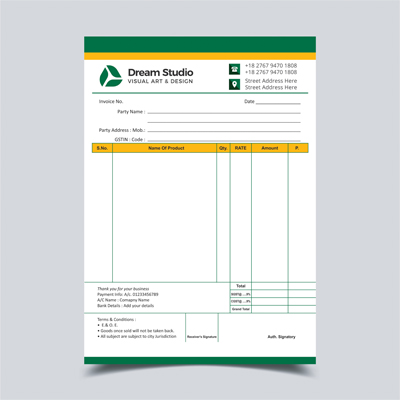 Dream Studio
VISUAL ART & DESIGN
+18 2767 9470 1808
+18 2767 9470 1808
Street Address Here
Street Address Here
Invoice No.
Date
Party Name :
Party Address : Mob.:
GSTIN : Code :
S.No. Name Of Product Qty. RATE Amount P.
Thank you for your business
Payment Info: A/c: 01233456789
A/C Name : Comapny Name
Bank Details - Add your details
Total
Grand Total
Terms & Conditions :
• E.& O. E.
• Goods once sold will not be taken back.
• All subject are subject to city jurisdiction
Receiver's Signature
Auth. Signatory